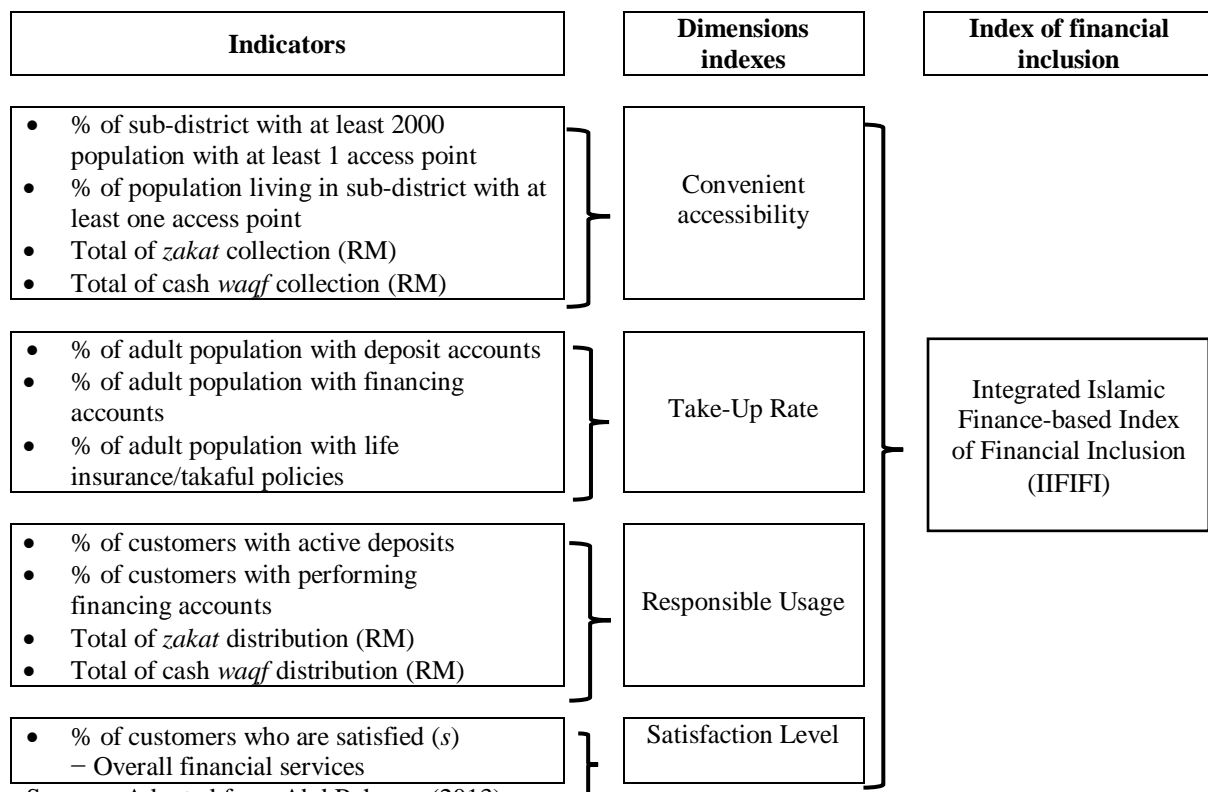 Indicators
Dimensions
indexes
Index of financial
inclusion
• % of sub-district with at least 2000
population with at least 1 access point
• % of population living in sub-district with at
least one access point
• Total of zakat collection (RM)
• Total of cash waqf collection (RM)
Convenient
accessibility
• % of adult population with deposit accounts
• % of adult population with financing
accounts
• % of adult population with life
insurance/takaful policies
Take-Up Rate
Integrated Islamic
Finance-based Index
of Financial Inclusion
(IIFIFI)
• % of customers with active deposits
• % of customers with performing
financing accounts
• Total of zakat distribution (RM)
• Total of cash waqf distribution (RM)
Responsible Usage
• % of customers who are satisfied (s)
− Overall financial services
Satisfaction Level